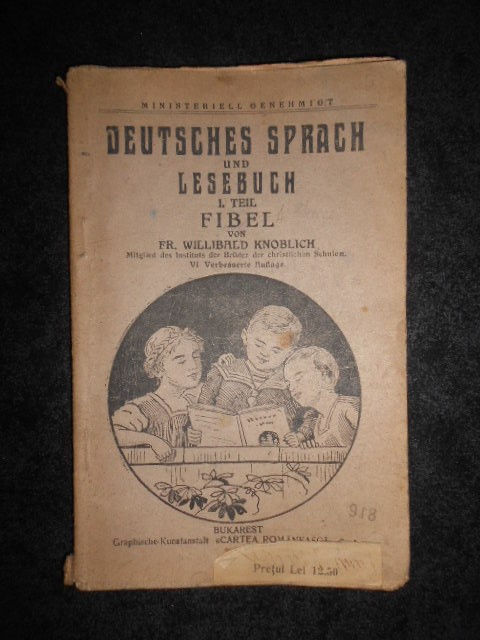 MINISTERIELL GENEHMIGT
DEUTSCHES SPRACH
UND
LESEBUCH
I. TEIL
FIBEL
VON
FR. WILLIBALD KNOBLICH
Mitglied des Instituts der Brüder der christlichen Schulen.
VI Verbesserte Auflage
918
BUKAREST
Graphische Kunstanstalt «CARTEA ROMÂNEASCĂ
Prețul Lei 12.50